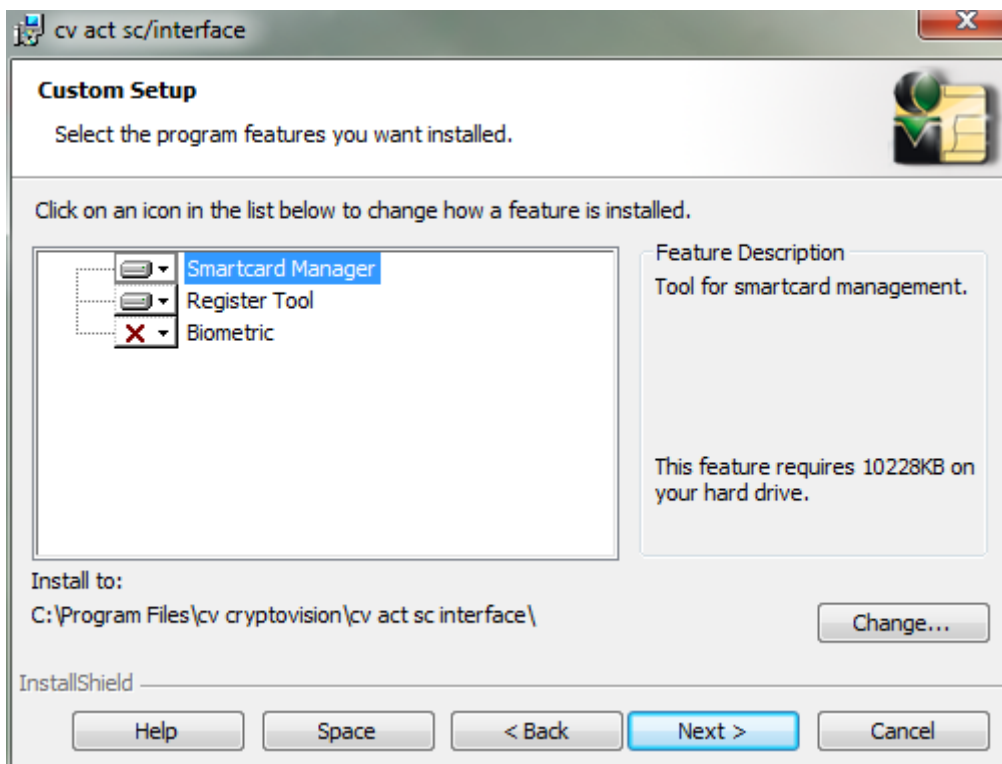 cv act sc/interface
Custom Setup
Select the program features you want installed.
Click on an icon in the list below to change how a feature is installed.
Smartcard Manager
Register Tool
Biometric
Feature Description
Tool for smartcard management.
This feature requires 10228KB on
your hard drive.
Install to:
C:\Program Files\cv cryptovision\cv act sc interface\
Change...
InstallShield
Help
Space
< Back
Next >
Cancel